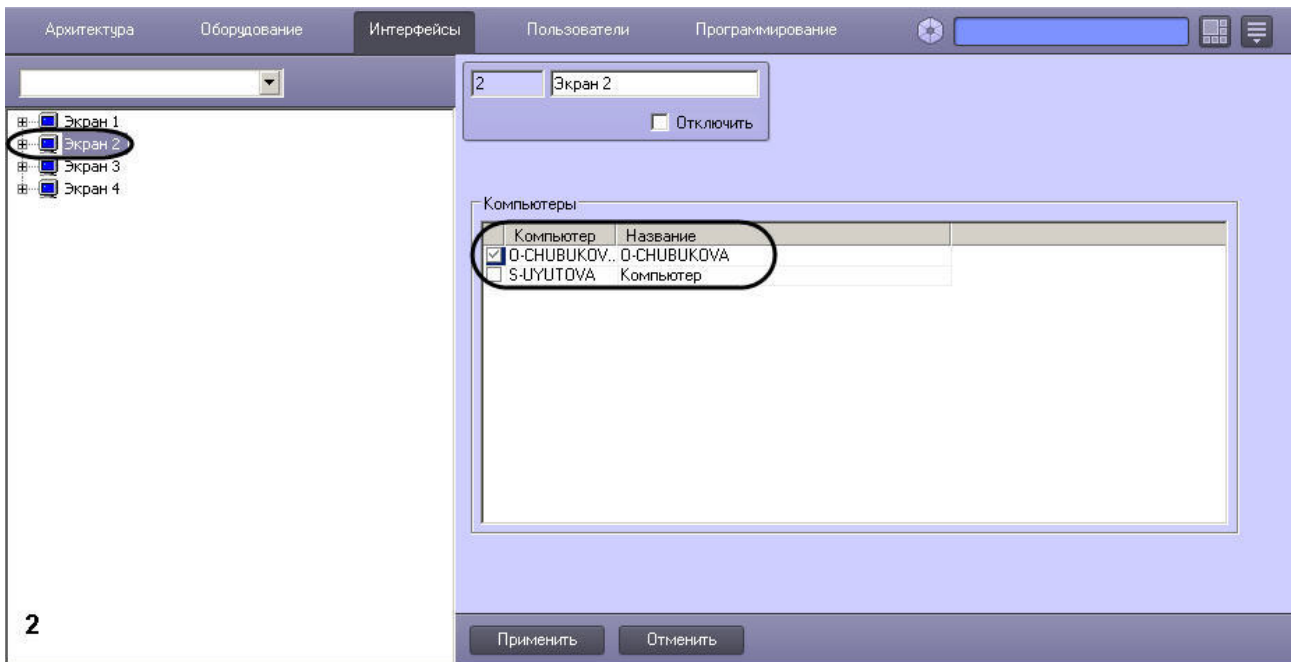 Архитектура Оборудование Интерфейсы Пользователи Программирование
2 Экран 2
Отключить
Экран 1
Экран 2
Экран 3
Экран 4
Компьютеры
Компьютер Название
O-CHUBUKOV.. O-CHUBUKOVA
S-UYUTOVA Компьютер
2
Применить Отменить